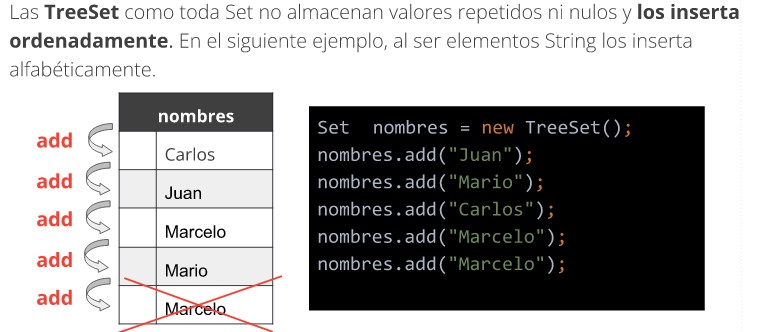 Las TreeSet como toda Set no almacenan valores repetidos ni nulos y los inserta
ordenadamente. En el siguiente ejemplo, al ser elementos String los inserta
alfabéticamente.
nombres
add
Carlos
add
Juan
add
Marcelo
add
Mario
add
Marcelo
Set  nombres = new TreeSet();
nombres.add("Juan");
nombres.add("Mario");
nombres.add("Carlos");
nombres.add("Marcelo");
nombres.add("Marcelo");